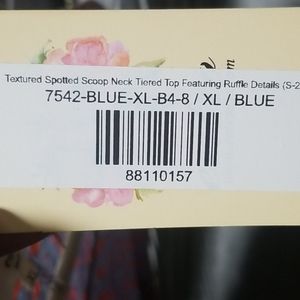 Textured Spotted Scoop Neck Tiered Top Featuring Ruffle Details (S-2
7542-BLUE-XL-B4-8 / XL / BLUE
88110157